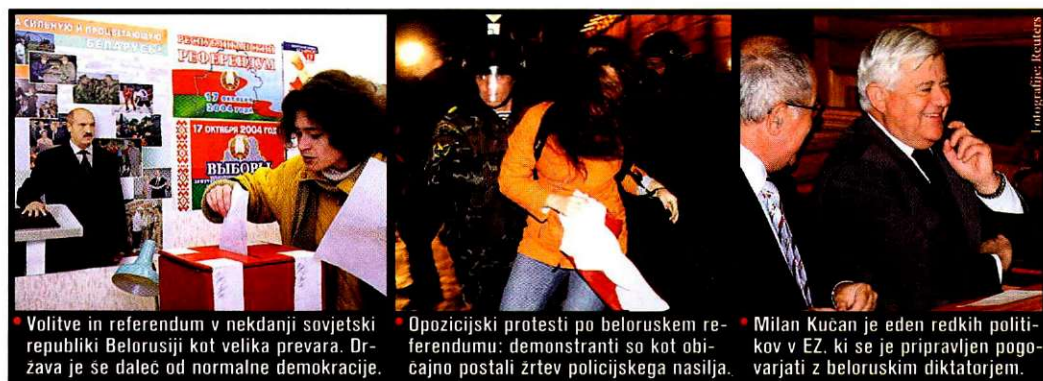 А СИЛЬНУЮ И ПРОЦВЕТАЮЩУЮ
БЕЛАРУСЬ
РЕСПУБЛИКАНСКИЙ
РЕФЕРЕНДУМ
17 октября
2004 года
17 ОКТЯБРЯ 2004 ГОД
ВЫБОРЫ
Fotografije: Reuters
• Volitve in referendum v nekdanji sovjetski
republiki Belorusiji kot velika prevara. Dr-
žava je še daleč od normalne demokracije.
• Opozicijski protesti po beloruskem re-
ferendumu: demonstranti so kot obi-
čajno postali žrtev policijskega nasilja.
• Milan Kučan je eden redkih politi-
kov v EZ, ki se je pripravljen pogo-
varjati z beloruskim diktatorjem.